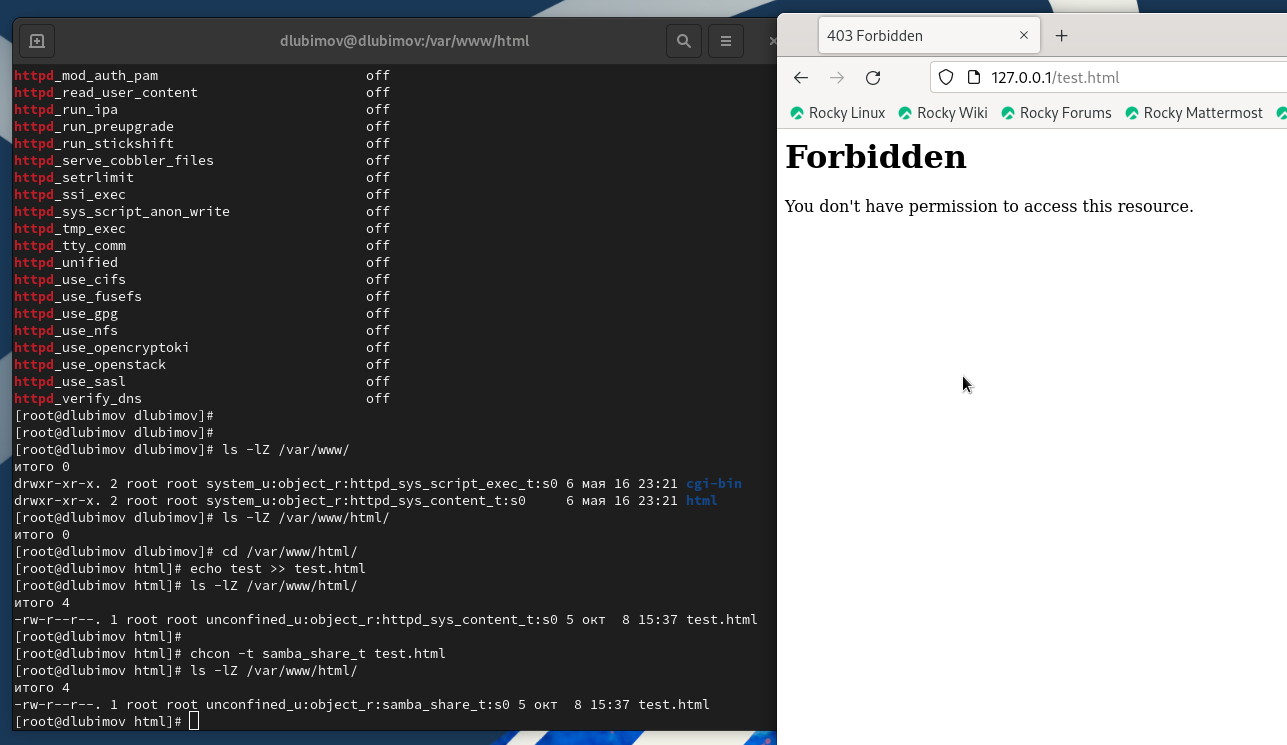 dlubimov@dlubimov:/var/www/html
httpd_mod_auth_pam off
httpd_read_user_content off
httpd_run_ipa off
httpd_run_preupgrade off
httpd_run_stickshift off
httpd_serve_cobbler_files off
httpd_setrlimit off
httpd_ssi_exec off
httpd_sys_script_anon_write off
httpd_tmp_exec off
httpd_tty_comm off
httpd_unified off
httpd_use_cifs off
httpd_use_fusefs off
httpd_use_gpg off
httpd_use_nfs off
httpd_use_opencryptoki off
httpd_use_openstack off
httpd_use_sasl off
httpd_verify_dns off
[root@dlubimov dlubimov]#
[root@dlubimov dlubimov]#
[root@dlubimov dlubimov]# ls -lZ /var/www/
итого 0
drwxr-xr-x. 2 root root system_u:object_r:httpd_sys_script_exec_t:s0 6 мая 16 23:21 cgi-bin
drwxr-xr-x. 2 root root system_u:object_r:httpd_sys_content_t:s0 6 мая 16 23:21 html
[root@dlubimov dlubimov]# ls -lZ /var/www/html/
итого 0
[root@dlubimov dlubimov]# cd /var/www/html/
[root@dlubimov html]# echo test >> test.html
[root@dlubimov html]# ls -lZ /var/www/html/
итого 4
-rw-r--r--. 1 root root unconfined_u:object_r:httpd_sys_content_t:s0 5 окт 8 15:37 test.html
[root@dlubimov html]#
[root@dlubimov html]# chcon -t samba_share_t test.html
[root@dlubimov html]# ls -lZ /var/www/html/
итого 4
-rw-r--r--. 1 root root unconfined_u:object_r:samba_share_t:s0 5 окт 8 15:37 test.html
[root@dlubimov html]#
403 Forbidden
127.0.0.1/test.html
Rocky Linux Rocky Wiki Rocky Forums Rocky Mattermost
Forbidden
You don't have permission to access this resource.